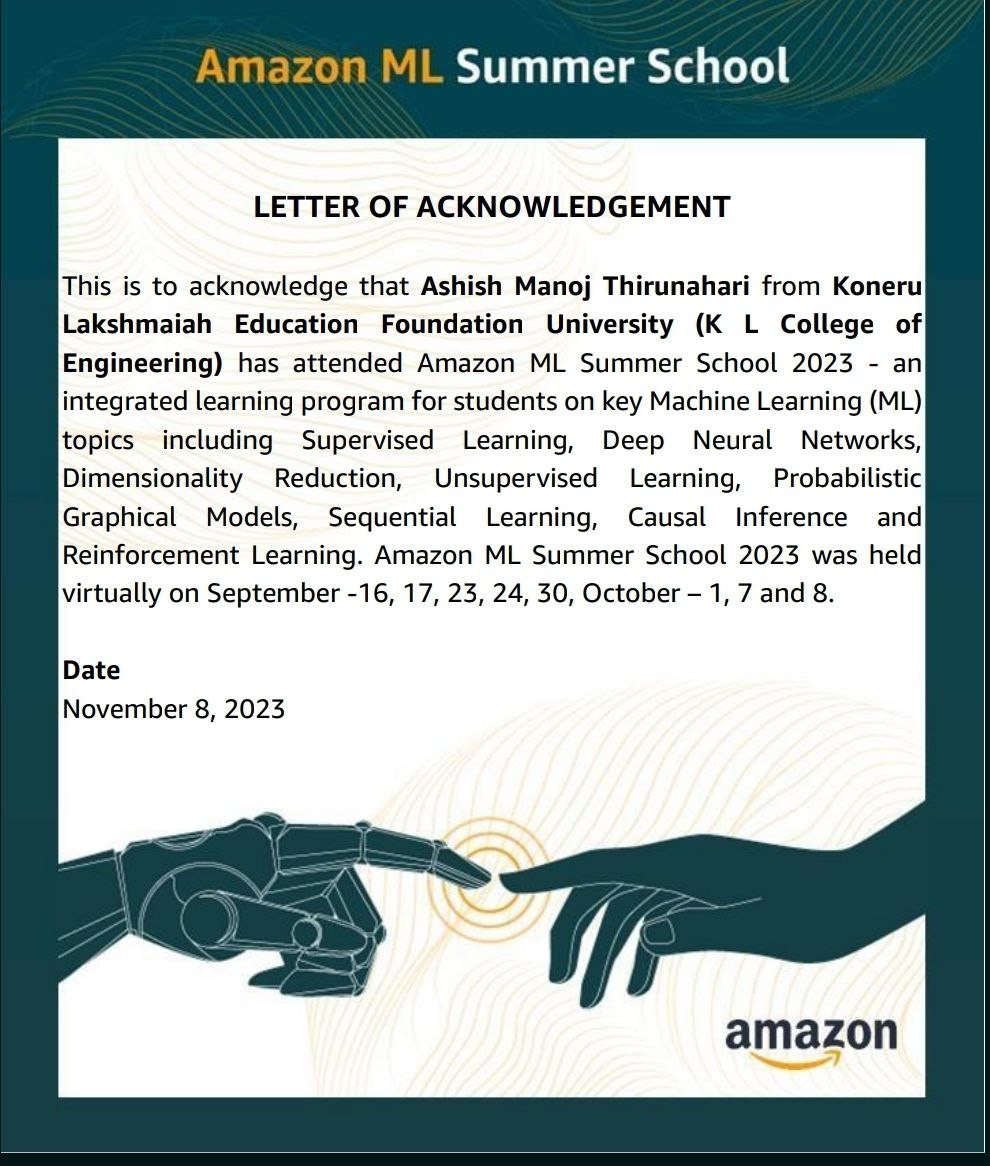 Amazon ML Summer School
LETTER OF ACKNOWLEDGEMENT
This is to acknowledge that Ashish Manoj Thirunahari from Koneru
Lakshmaiah Education Foundation University (K L College of
Engineering) has attended Amazon ML Summer School 2023 - an
integrated learning program for students on key Machine Learning (ML)
topics including Supervised Learning, Deep Neural Networks,
Dimensionality Reduction, Unsupervised Learning, Probabilistic
Graphical Models, Sequential Learning, Causal Inference and
Reinforcement Learning. Amazon ML Summer School 2023 was held
virtually on September -16, 17, 23, 24, 30, October – 1, 7 and 8.
Date
November 8, 2023
amazon